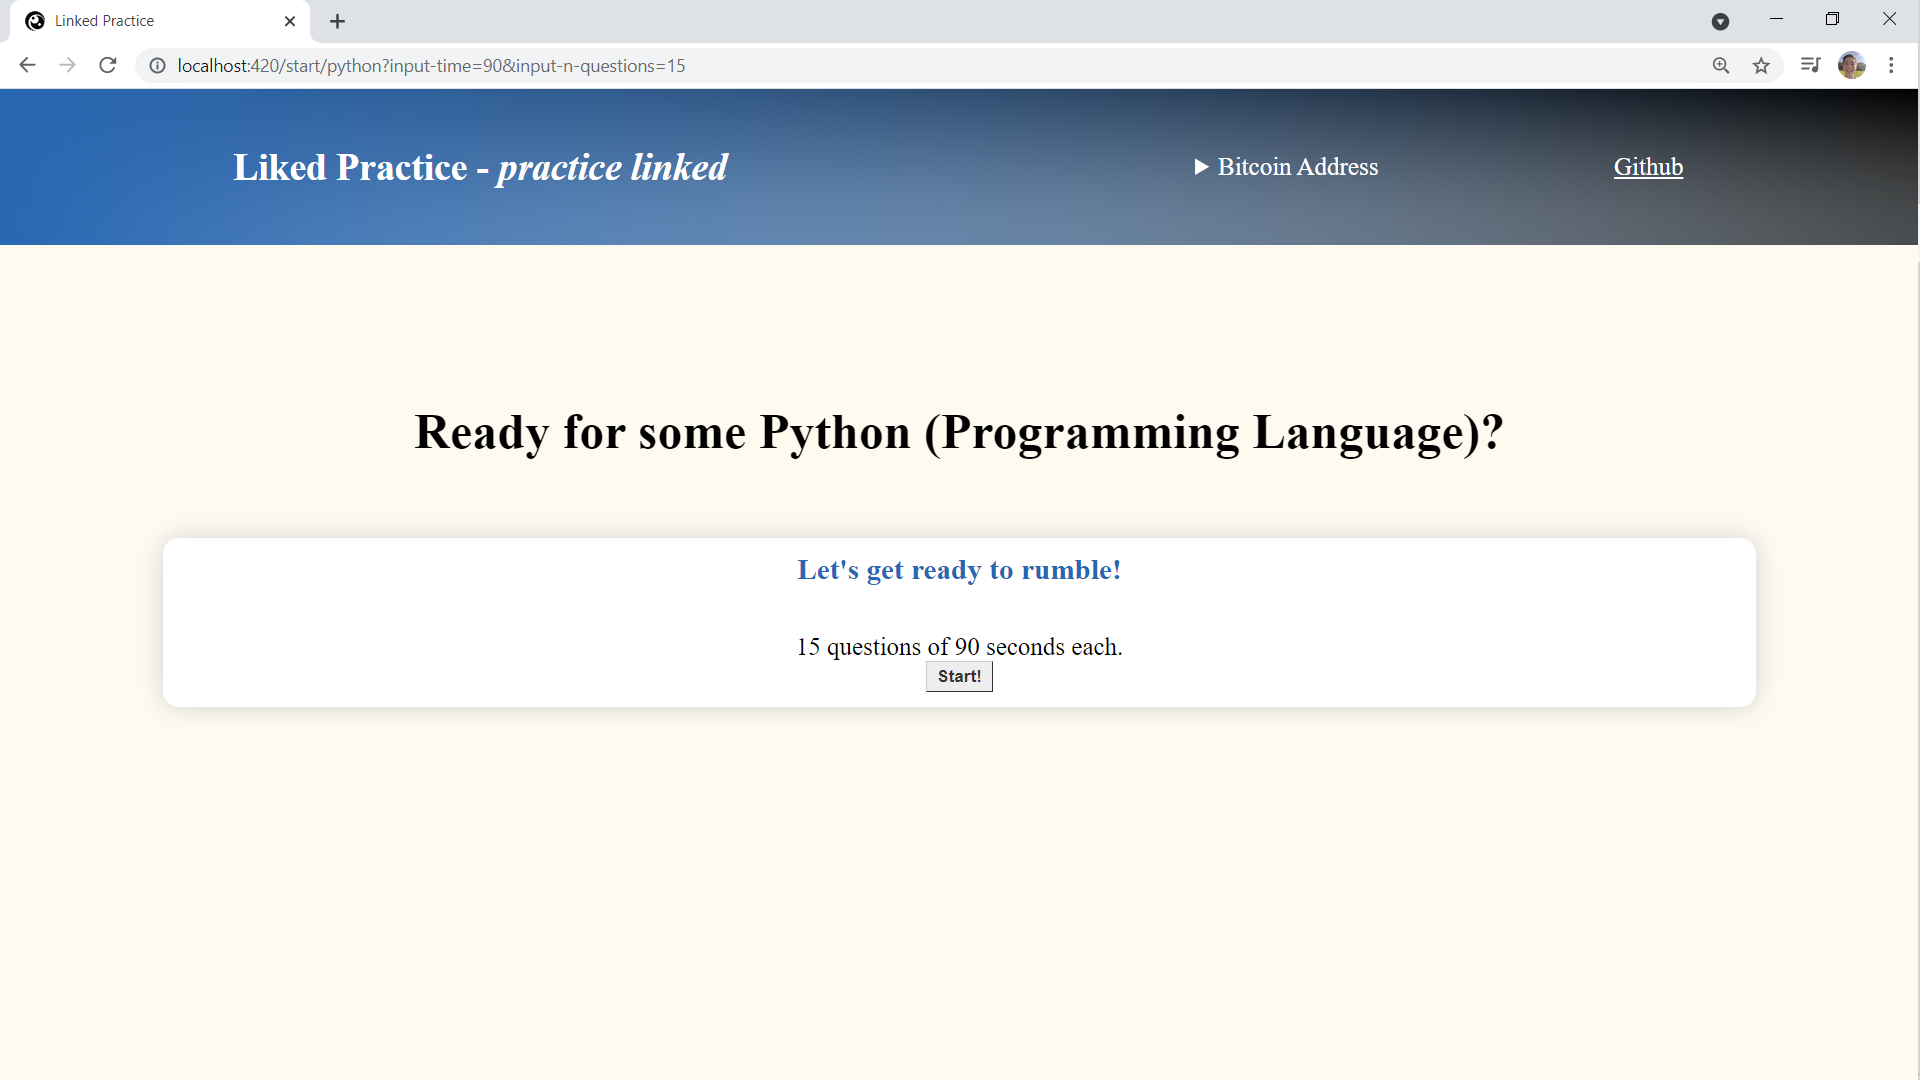 Linked Practice
localhost:420/start/python?input-time=90&input-n-questions=15
Liked Practice - practice linked
Bitcoin Address
Github
Ready for some Python (Programming Language)?
Let's get ready to rumble!
15 questions of 90 seconds each.
Start!